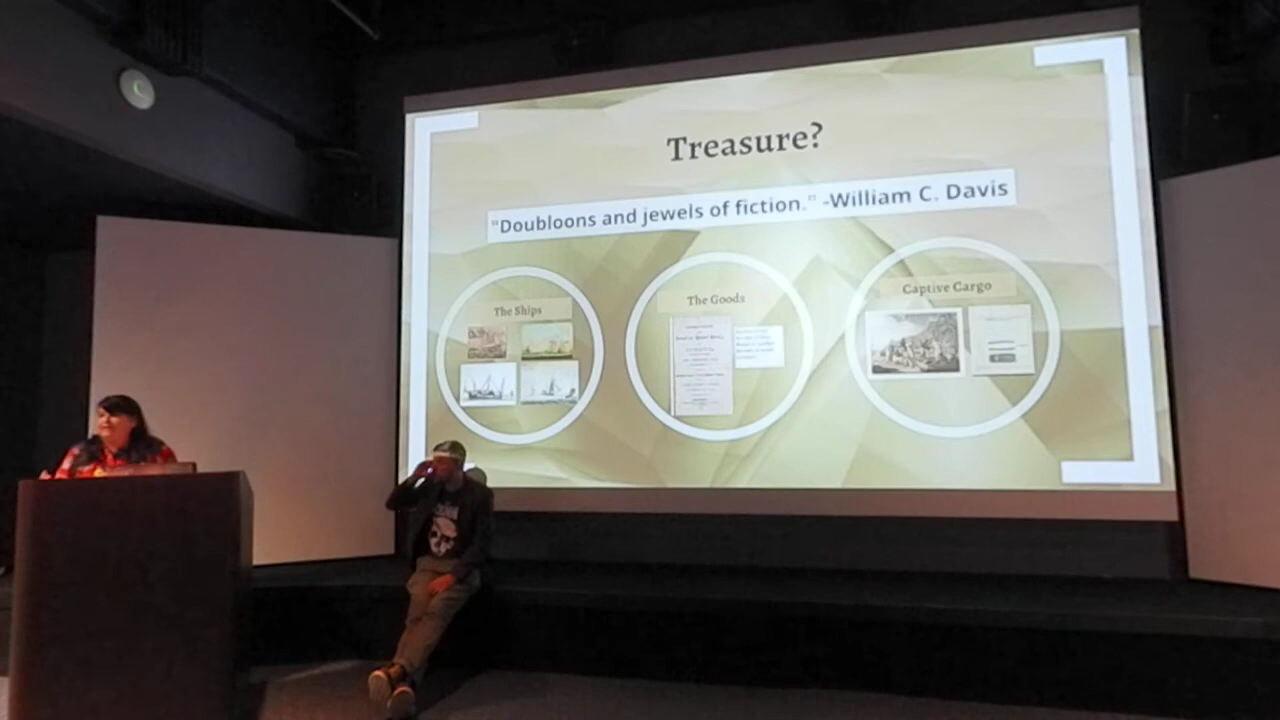 Treasure?
"Doubloons and jewels of fiction." -William C. Davis
The Ships
The Goods
Captive Cargo